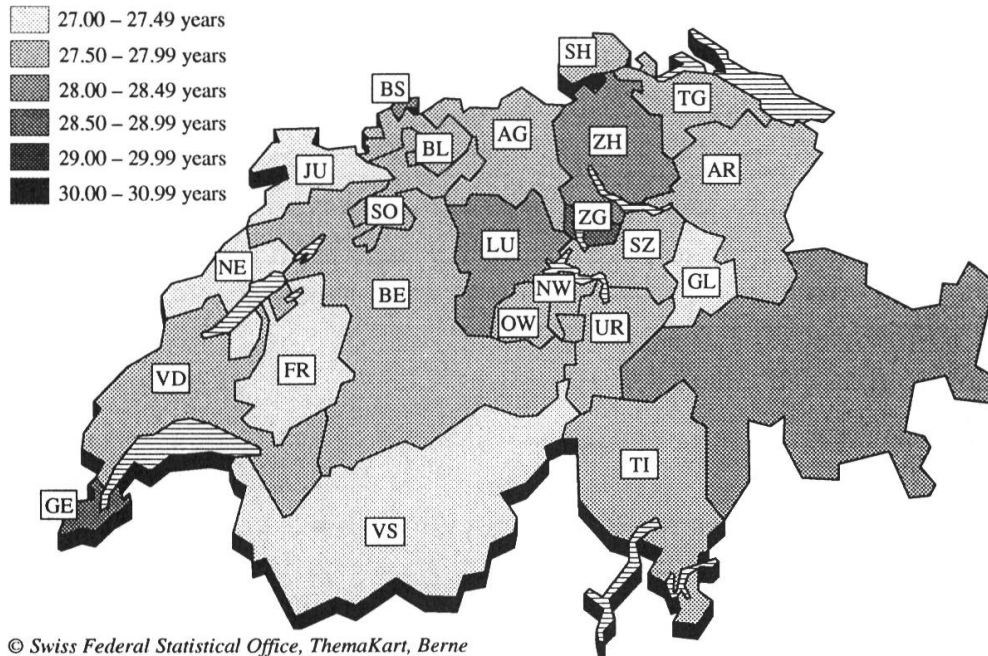 27.00 – 27.49 years
27.50 – 27.99 years
28.00 – 28.49 years
28.50 – 28.99 years
29.00 – 29.99 years
30.00 – 30.99 years
SH
BS
TG
AG
BL
ZH
JU
AR
SO
ZG
LU
SZ
NE
GL
NW
BE
OW
UR
FR
VD
TI
GE
VS
© Swiss Federal Statistical Office, ThemaKart, Berne